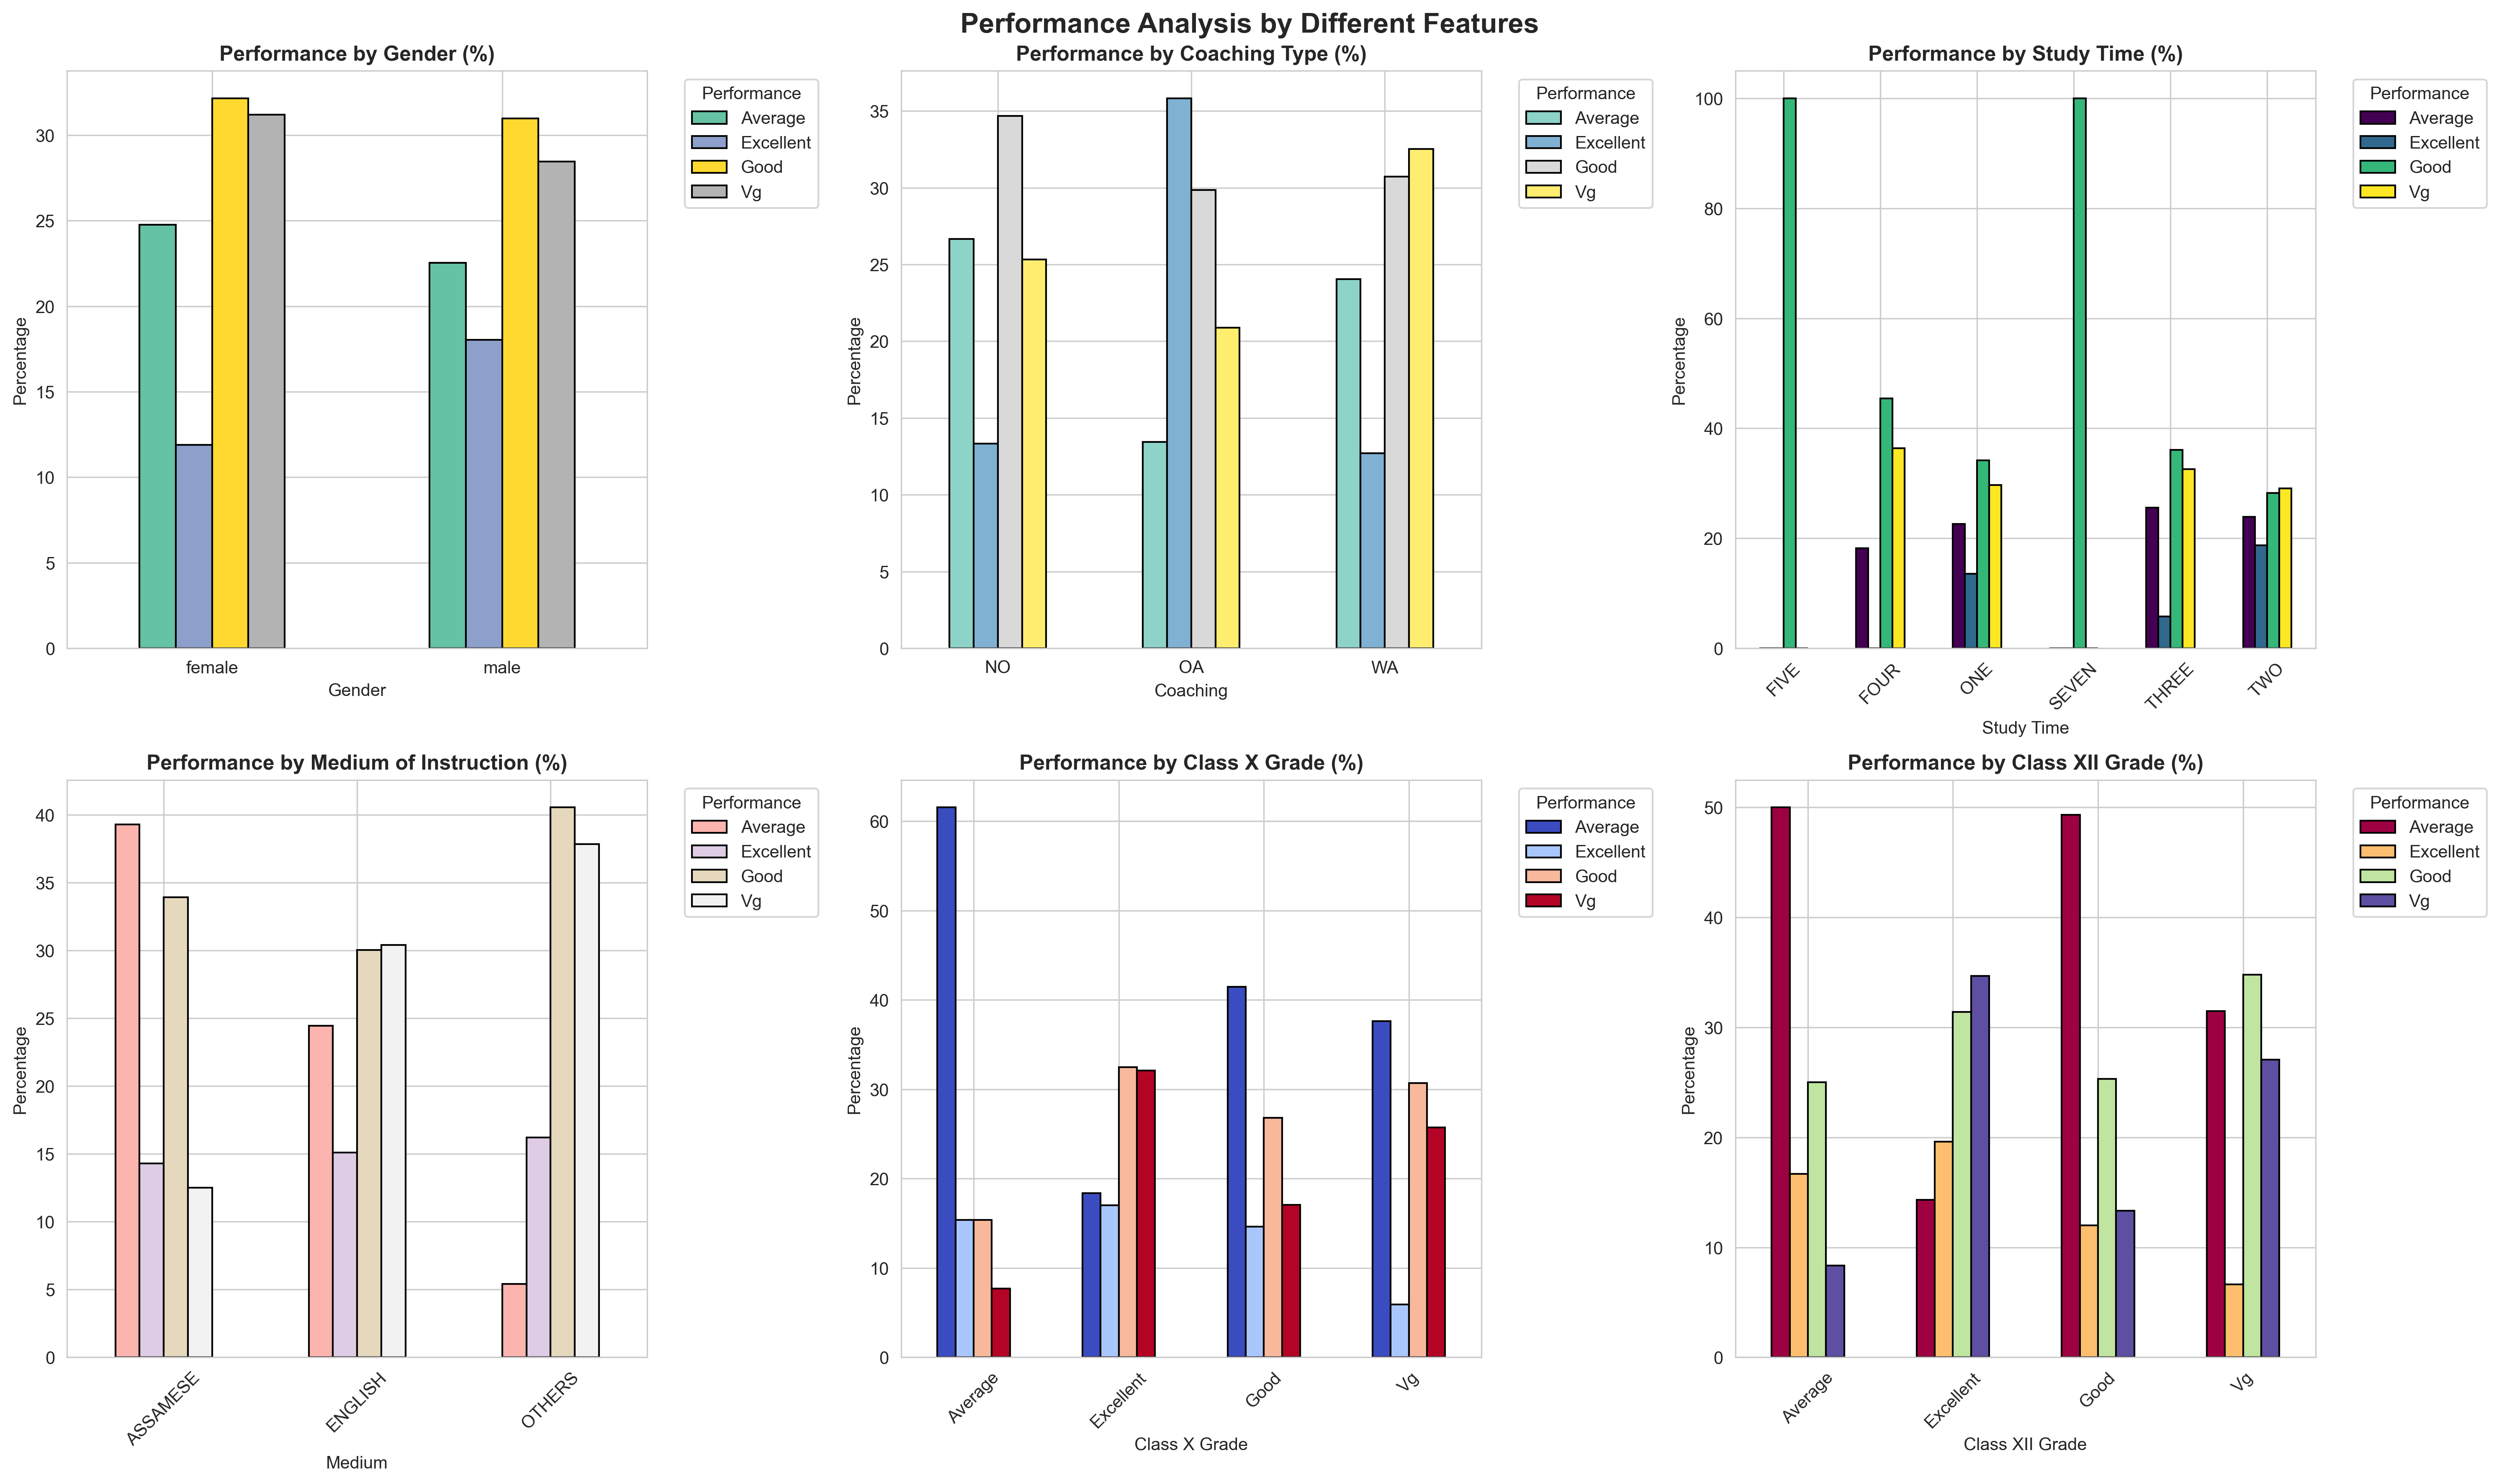 Performance Analysis by Different Features
Performance by Gender (%)
Percentage
30
25
20
15
10
5
0
female
male
Gender
Performance
Average
Excellent
Good
Vg
Performance by Coaching Type (%)
Percentage
35
30
25
20
15
10
5
0
NO
OA
WA
Coaching
Performance
Average
Excellent
Good
Vg
Performance by Study Time (%)
Percentage
100
80
60
40
20
0
FIVE
FOUR
ONE
SEVEN
THREE
TWO
Study Time
Performance
Average
Excellent
Good
Vg
Performance by Medium of Instruction (%)
Percentage
40
35
30
25
20
15
10
5
0
ASSAMESE
ENGLISH
OTHERS
Medium
Performance
Average
Excellent
Good
Vg
Performance by Class X Grade (%)
Percentage
60
50
40
30
20
10
0
Average
Excellent
Good
Vg
Class X Grade
Performance
Average
Excellent
Good
Vg
Performance by Class XII Grade (%)
Percentage
50
40
30
20
10
0
Average
Excellent
Good
Vg
Class XII Grade
Performance
Average
Excellent
Good
Vg